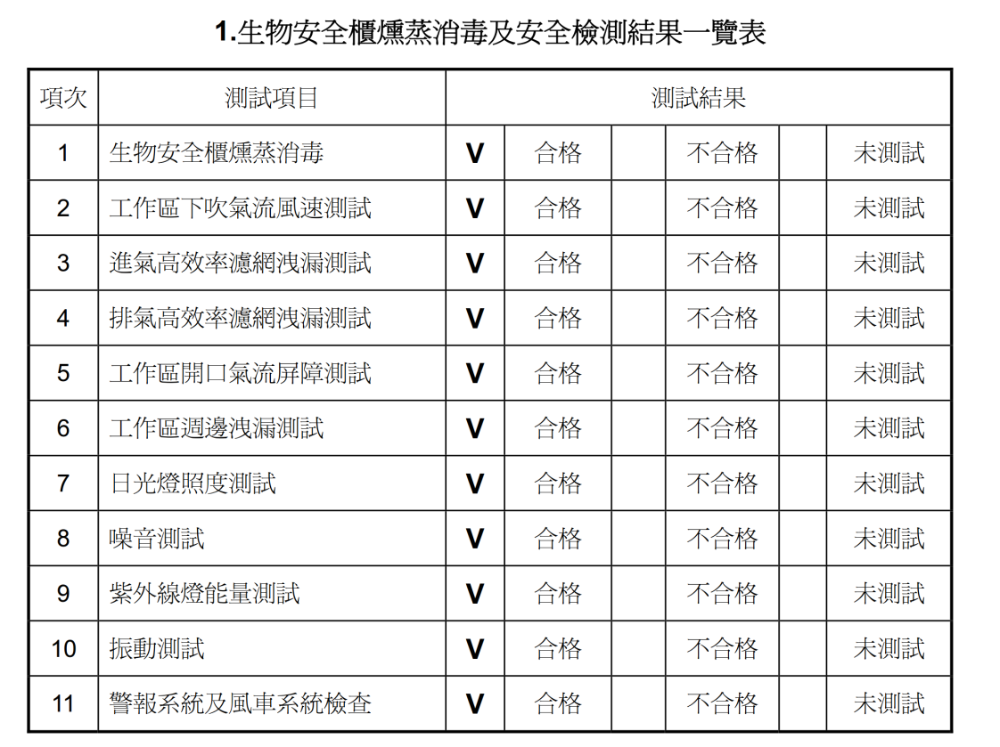 1.生物安全櫃燻蒸消毒及安全檢測結果一覽表
項次 測試項目 測試結果
1 生物安全櫃燻蒸消毒 V 合格 不合格 未測試
2 工作區下吹氣流風速測試 V 合格 不合格 未測試
3 進氣高效率濾網洩漏測試 V 合格 不合格 未測試
4 排氣高效率濾網洩漏測試 V 合格 不合格 未測試
5 工作區開口氣流屏障測試 V 合格 不合格 未測試
6 工作區週邊洩漏測試 V 合格 不合格 未測試
7 日光燈照度測試 V 合格 不合格 未測試
8 噪音測試 V 合格 不合格 未測試
9 紫外線燈能量測試 V 合格 不合格 未測試
10 振動測試 V 合格 不合格 未測試
11 警報系統及風車系統檢查 V 合格 不合格 未測試